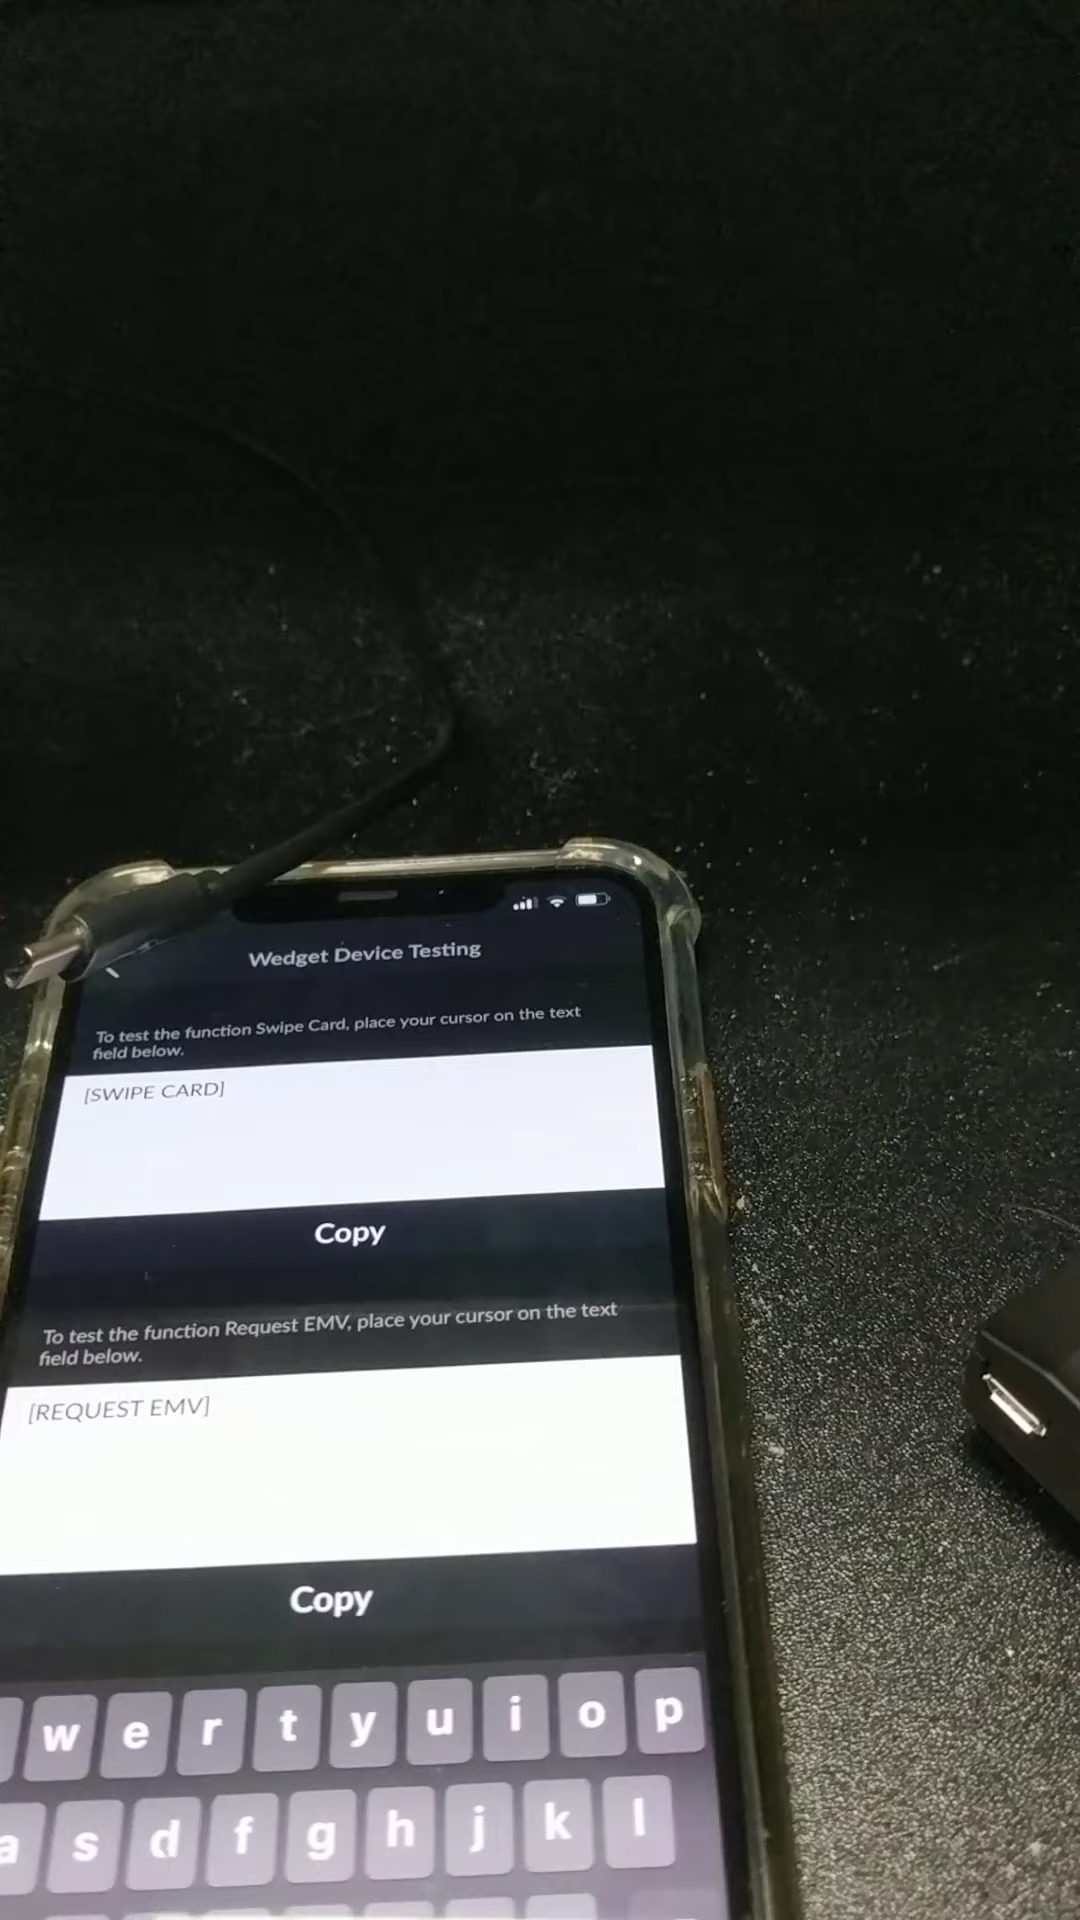 Wedget Device Testing
To test the function Swipe Card, place your cursor on the text
field below.
[SWIPE CARD]
Copy
To test the function Request EMV, place your cursor on the text
field below.
[REQUEST EMV]
Copy
w e r t y u i o p
a s d f g h j k l